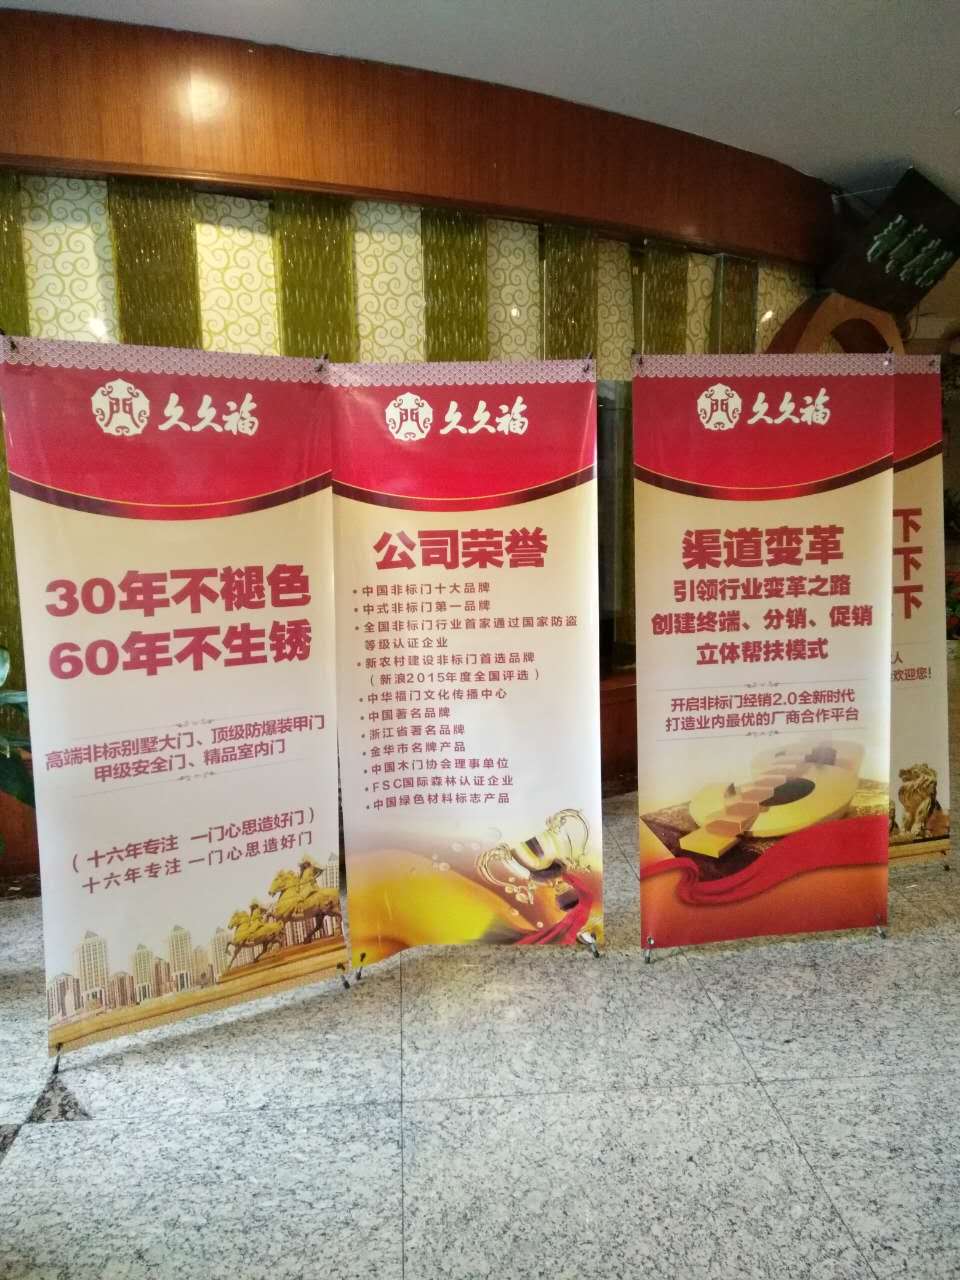 久久福
30年不褪色
60年不生锈
高端非标别墅大门、顶级防爆装甲门
甲级安全门、精品室内门
(十六年专注 一门心思造好门)
十六年专注 一门心思造好门
久久福
公司荣誉
•中国非标门十大品牌
•中式非标门第一品牌
•全国非标门行业首家通过国家防盗
等级认证企业
•新农村建设非标门首选品牌
(新浪2015年度全国评选)
•中华福门文化传播中心
•中国著名品牌
•浙江省著名品牌
•金华市名牌产品
•中国木门协会理事单位
•FSC国际森林认证企业
•中国绿色材料标志产品
久久福
渠道变革
引领行业变革之路
创建终端、分销、促销
立体帮扶模式
开启非标门经销2.0全新时代
打造业内最优的厂商合作平台
下
下
下
人
欢迎您!